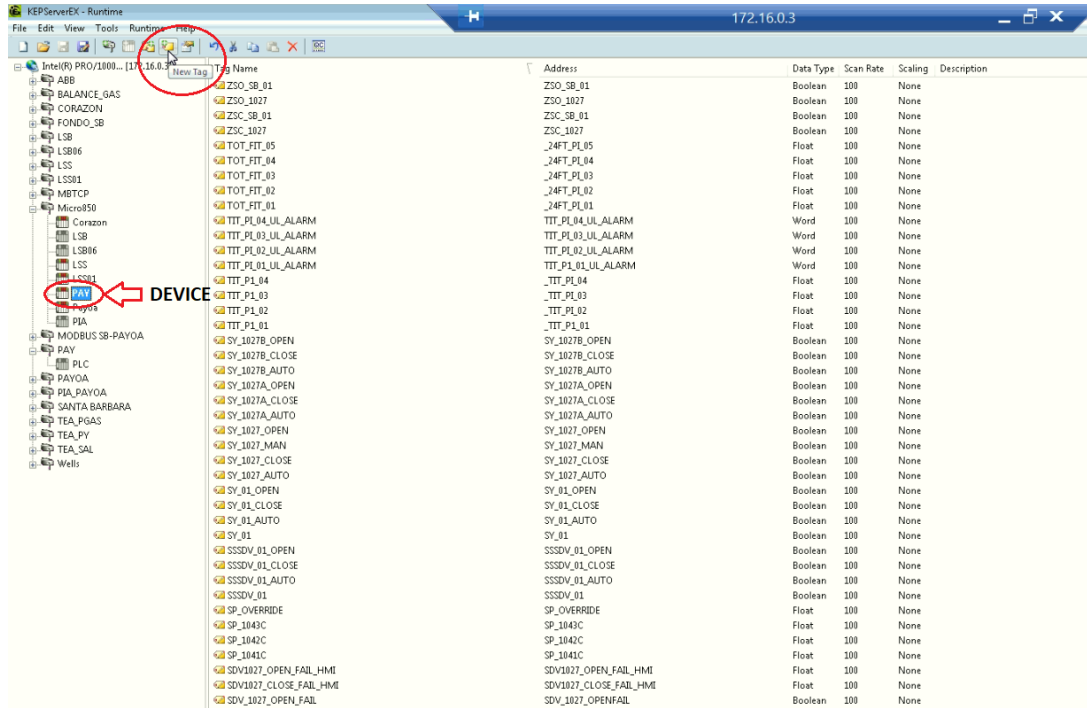 KEPServerEX - Runtime
172.16.0.3
File Edit View Tools Runtime Help
New Tag
Intel(R) PRO/1000... [172.16.0.3
ABB
BALANCE_GAS
CORAZON
FONDO_SB
LSB
LSB06
LSS
LSS01
MBTCP
Micro850
Corazon
LSB
LSB06
LSS
LSS01
PAY
DEVICE
Payoa
PIA
MODBUS SB-PAYOA
PAY
PLC
PAYOA
PIA_PAYOA
SANTA BARBARA
TEA_PGAS
TEA_PY
TEA_SAL
Wells
Tag Name Address Data Type Scan Rate Scaling Description
ZSO_SB_01 ZSO_SB_01 Boolean 100 None
ZSO_1027 ZSO_1027 Boolean 100 None
ZSC_SB_01 ZSC_SB_01 Boolean 100 None
ZSC_1027 ZSC_1027 Boolean 100 None
TOT_FIT_05 _24FT_PI_05 Float 100 None
TOT_FIT_04 _24FT_PI_04 Float 100 None
TOT_FIT_03 _24FT_PI_03 Float 100 None
TOT_FIT_02 _24FT_PI_02 Float 100 None
TOT_FIT_01 _24FT_PI_01 Float 100 None
TIT_PI_04_UL_ALARM TIT_PI_04_UL_ALARM Word 100 None
TIT_PI_03_UL_ALARM TIT_PI_03_UL_ALARM Word 100 None
TIT_PI_02_UL_ALARM TIT_PI_02_UL_ALARM Word 100 None
TIT_PI_01_UL_ALARM TIT_P1_01_UL_ALARM Word 100 None
TIT_P1_04 _TIT_PI_04 Float 100 None
TIT_P1_03 _TIT_PI_03 Float 100 None
TIT_P1_02 _TIT_PI_02 Float 100 None
TIT_P1_01 _TIT_PI_01 Float 100 None
SY_1027B_OPEN SY_1027B_OPEN Boolean 100 None
SY_1027B_CLOSE SY_1027B_CLOSE Boolean 100 None
SY_1027B_AUTO SY_1027B_AUTO Boolean 100 None
SY_1027A_OPEN SY_1027A_OPEN Boolean 100 None
SY_1027A_CLOSE SY_1027A_CLOSE Boolean 100 None
SY_1027A_AUTO SY_1027A_AUTO Boolean 100 None
SY_1027_OPEN SY_1027_OPEN Boolean 100 None
SY_1027_MAN SY_1027_MAN Boolean 100 None
SY_1027_CLOSE SY_1027_CLOSE Boolean 100 None
SY_1027_AUTO SY_1027_AUTO Boolean 100 None
SY_01_OPEN SY_01_OPEN Boolean 100 None
SY_01_CLOSE SY_01_CLOSE Boolean 100 None
SY_01_AUTO SY_01_AUTO Boolean 100 None
SY_01 SY_01 Boolean 100 None
SSSDV_01_OPEN SSSDV_01_OPEN Boolean 100 None
SSSDV_01_CLOSE SSSDV_01_CLOSE Boolean 100 None
SSSDV_01_AUTO SSSDV_01_AUTO Boolean 100 None
SSSDV_01 SSSDV_01 Boolean 100 None
SP_OVERRIDE SP_OVERRIDE Float 100 None
SP_1043C SP_1043C Float 100 None
SP_1042C SP_1042C Float 100 None
SP_1041C SP_1041C Float 100 None
SDV1027_OPEN_FAIL_HMI SDV1027_OPEN_FAIL_HMI Float 100 None
SDV1027_CLOSE_FAIL_HMI SDV1027_CLOSE_FAIL_HMI Float 100 None
SDV_1027_OPEN_FAIL SDV_1027_OPENFAIL Boolean 100 None